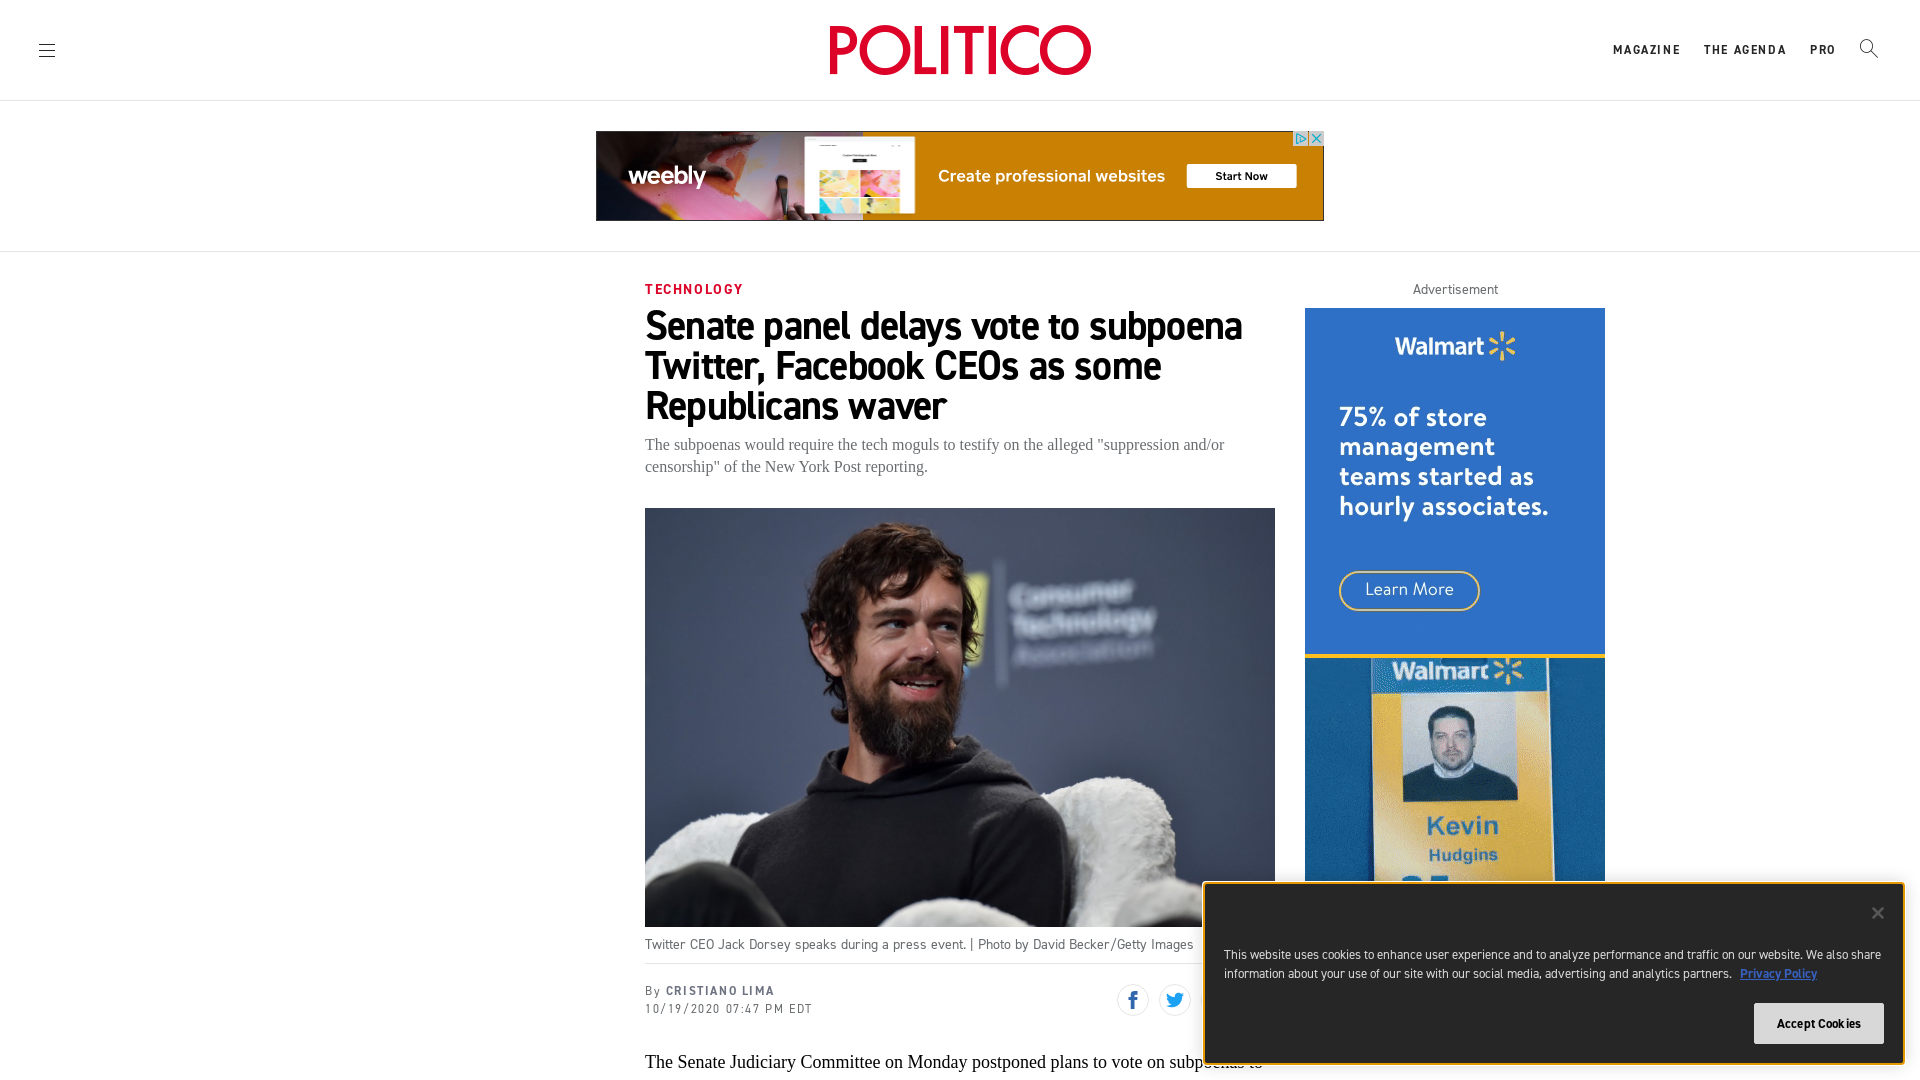 POLITICO
MAGAZINE
THE AGENDA
PRO
weebly
Create professional websites
Start Now
TECHNOLOGY
Senate panel delays vote to subpoena
Twitter, Facebook CEOs as some
Republicans waver
The subpoenas would require the tech moguls to testify on the alleged "suppression and/or
censorship" of the New York Post reporting.
Consumer
Technology
Association
Twitter CEO Jack Dorsey speaks during a press event. | Photo by David Becker/Getty Images
By CRISTIANO LIMA
10/19/2020 07:47 PM EDT
The Senate Judiciary Committee on Monday postponed plans to vote on subpoenas to
Advertisement
Walmart
75% of store
management
teams started as
hourly associates.
Learn More
Walmart
Kevin
Hudgins
This website uses cookies to enhance user experience and to analyze performance and traffic on our website. We also share
information about your use of our site with our social media, advertising and analytics partners. Privacy Policy
Accept Cookies